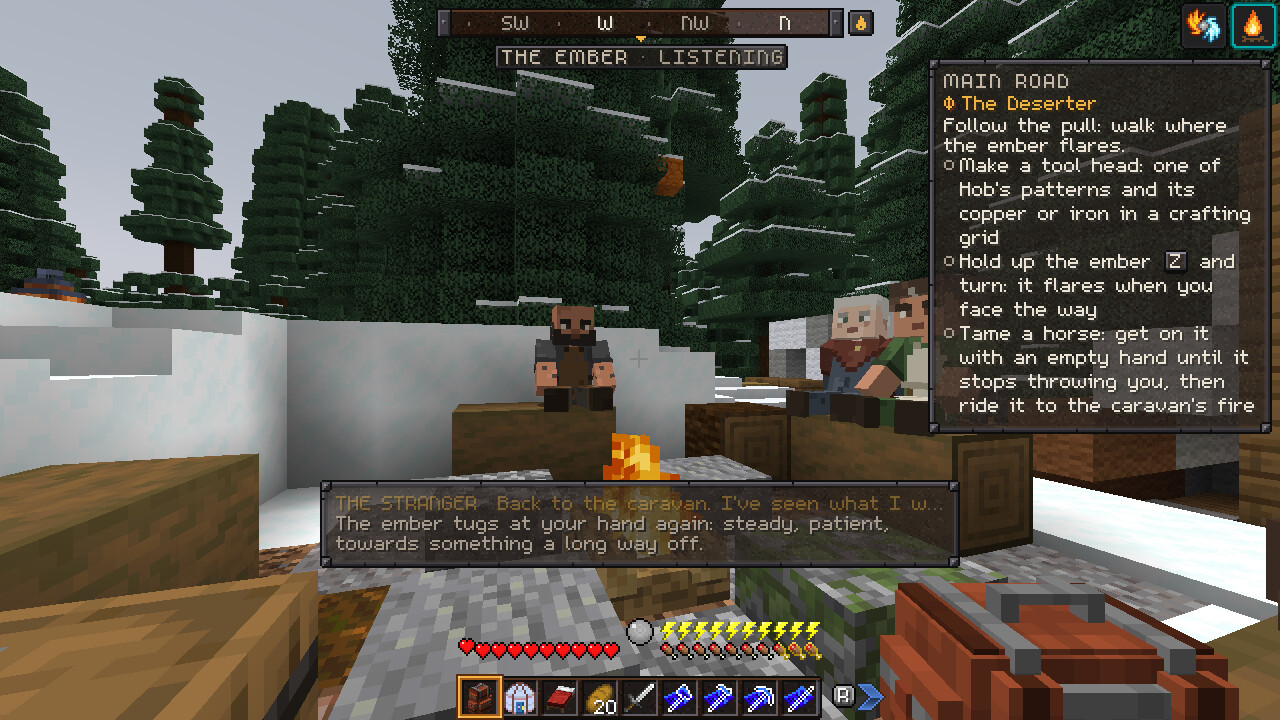 SW W NW N
THE EMBER · LISTENING
MAIN ROAD
The Deserter
Follow the pull: walk where
the ember flares.
Make a tool head: one of
Hob's patterns and its
copper or iron in a crafting
grid
Hold up the ember Z and
turn: it flares when you
face the way
Tame a horse: get on it
with an empty hand until it
stops throwing you, then
ride it to the caravan's fire
THE STRANGER Back to the caravan. I've seen what I w...
The ember tugs at your hand again: steady, patient,
towards something a long way off.
20
R